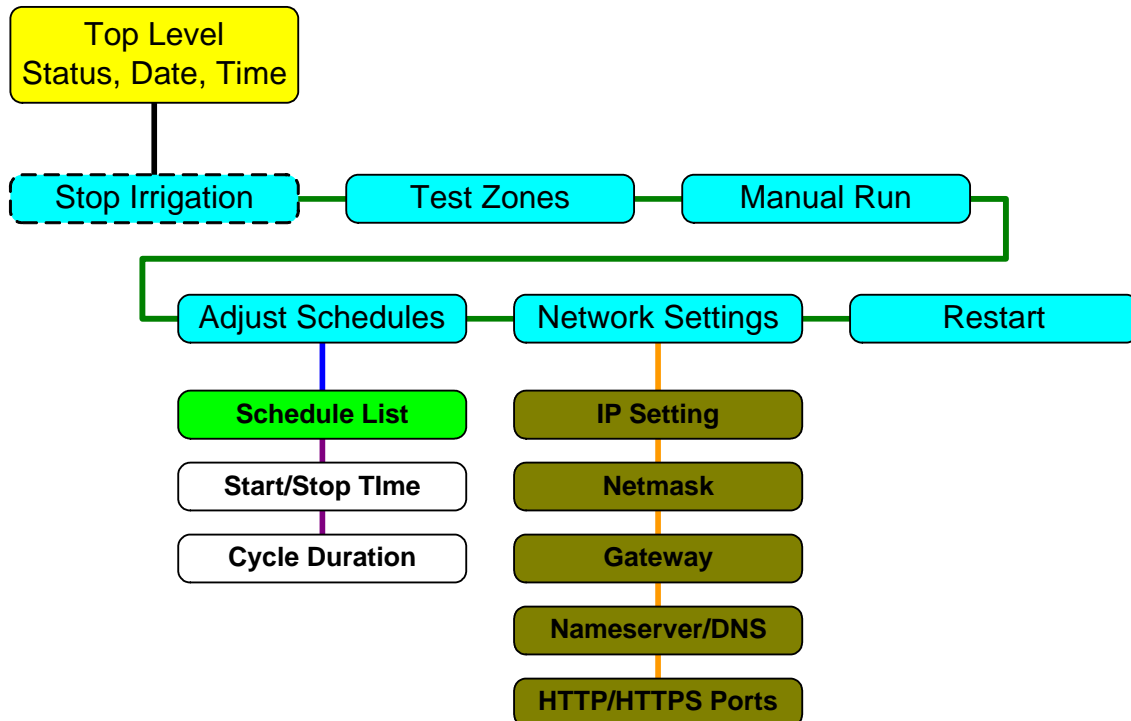 Top Level
Status, Date, Time
Stop Irrigation
Test Zones
Manual Run
Adjust Schedules
Network Settings
Restart
Schedule List
Start/Stop TIme
Cycle Duration
IP Setting
Netmask
Gateway
Nameserver/DNS
HTTP/HTTPS Ports